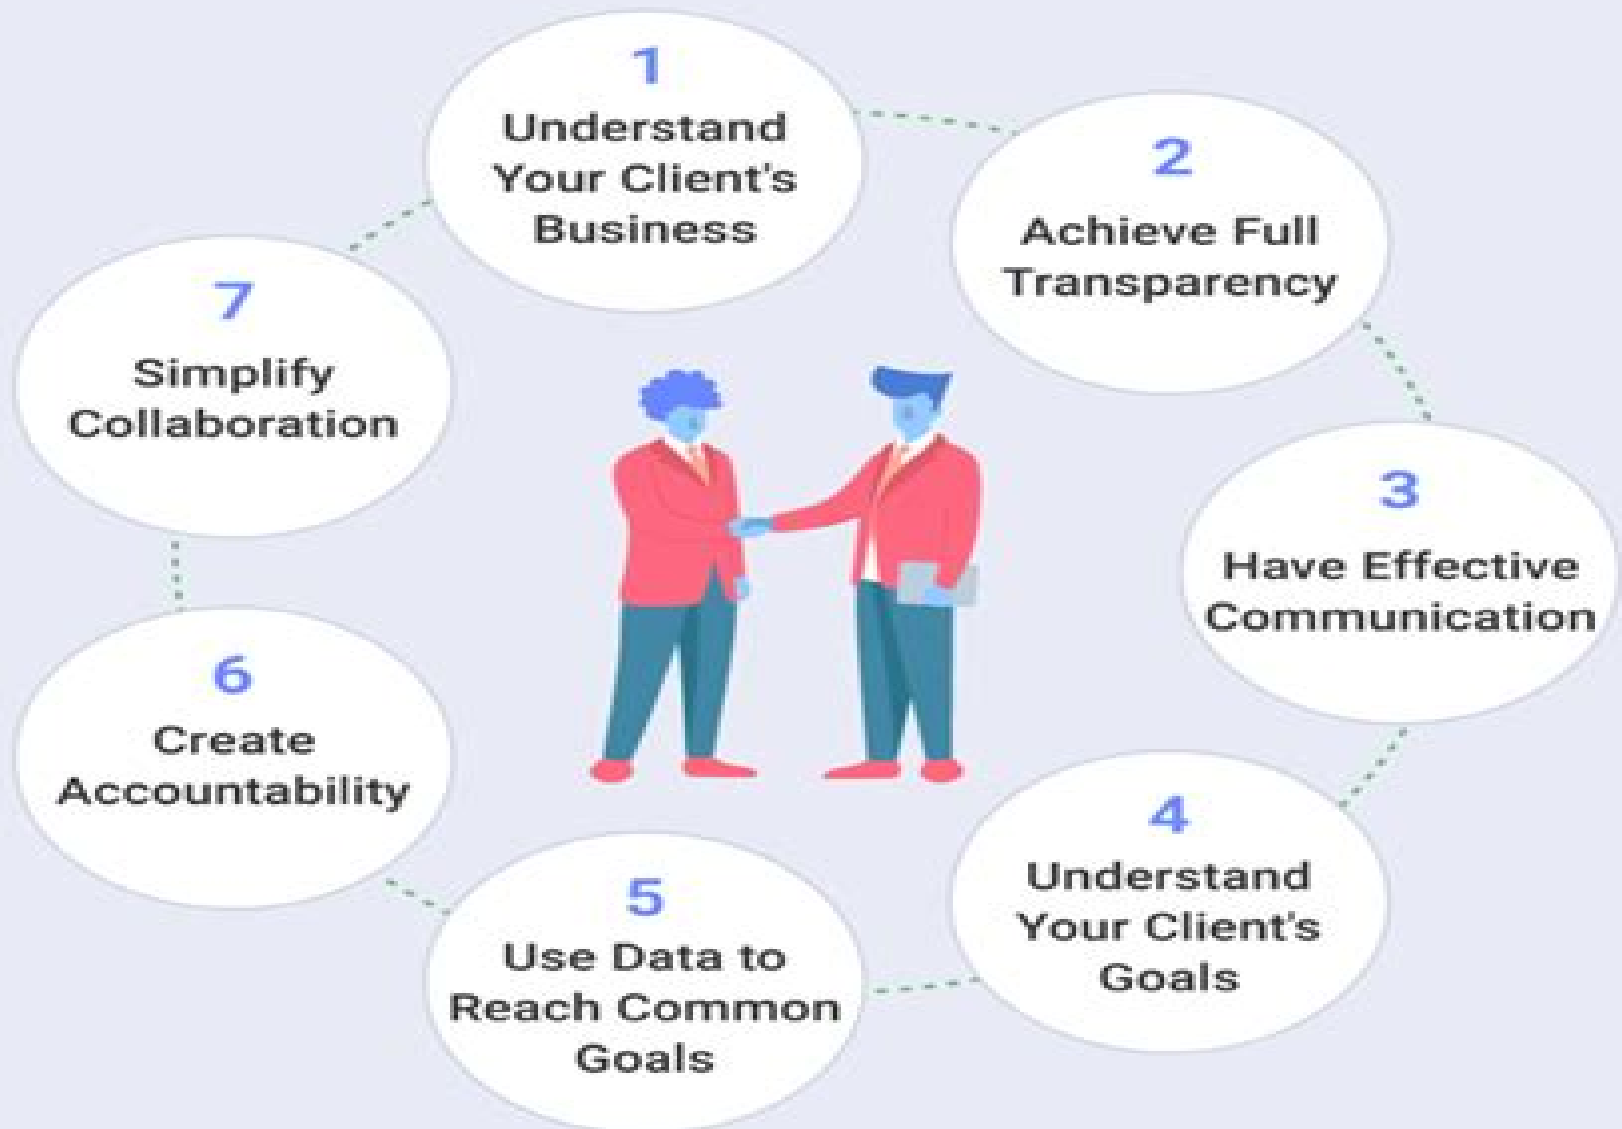 1
Understand
Your Client's
Business
2
Achieve Full
Transparency
3
Have Effective
Communication
4
Understand
Your Client's
Goals
5
Use Data to
Reach Common
Goals
6
Create
Accountability
7
Simplify
Collaboration